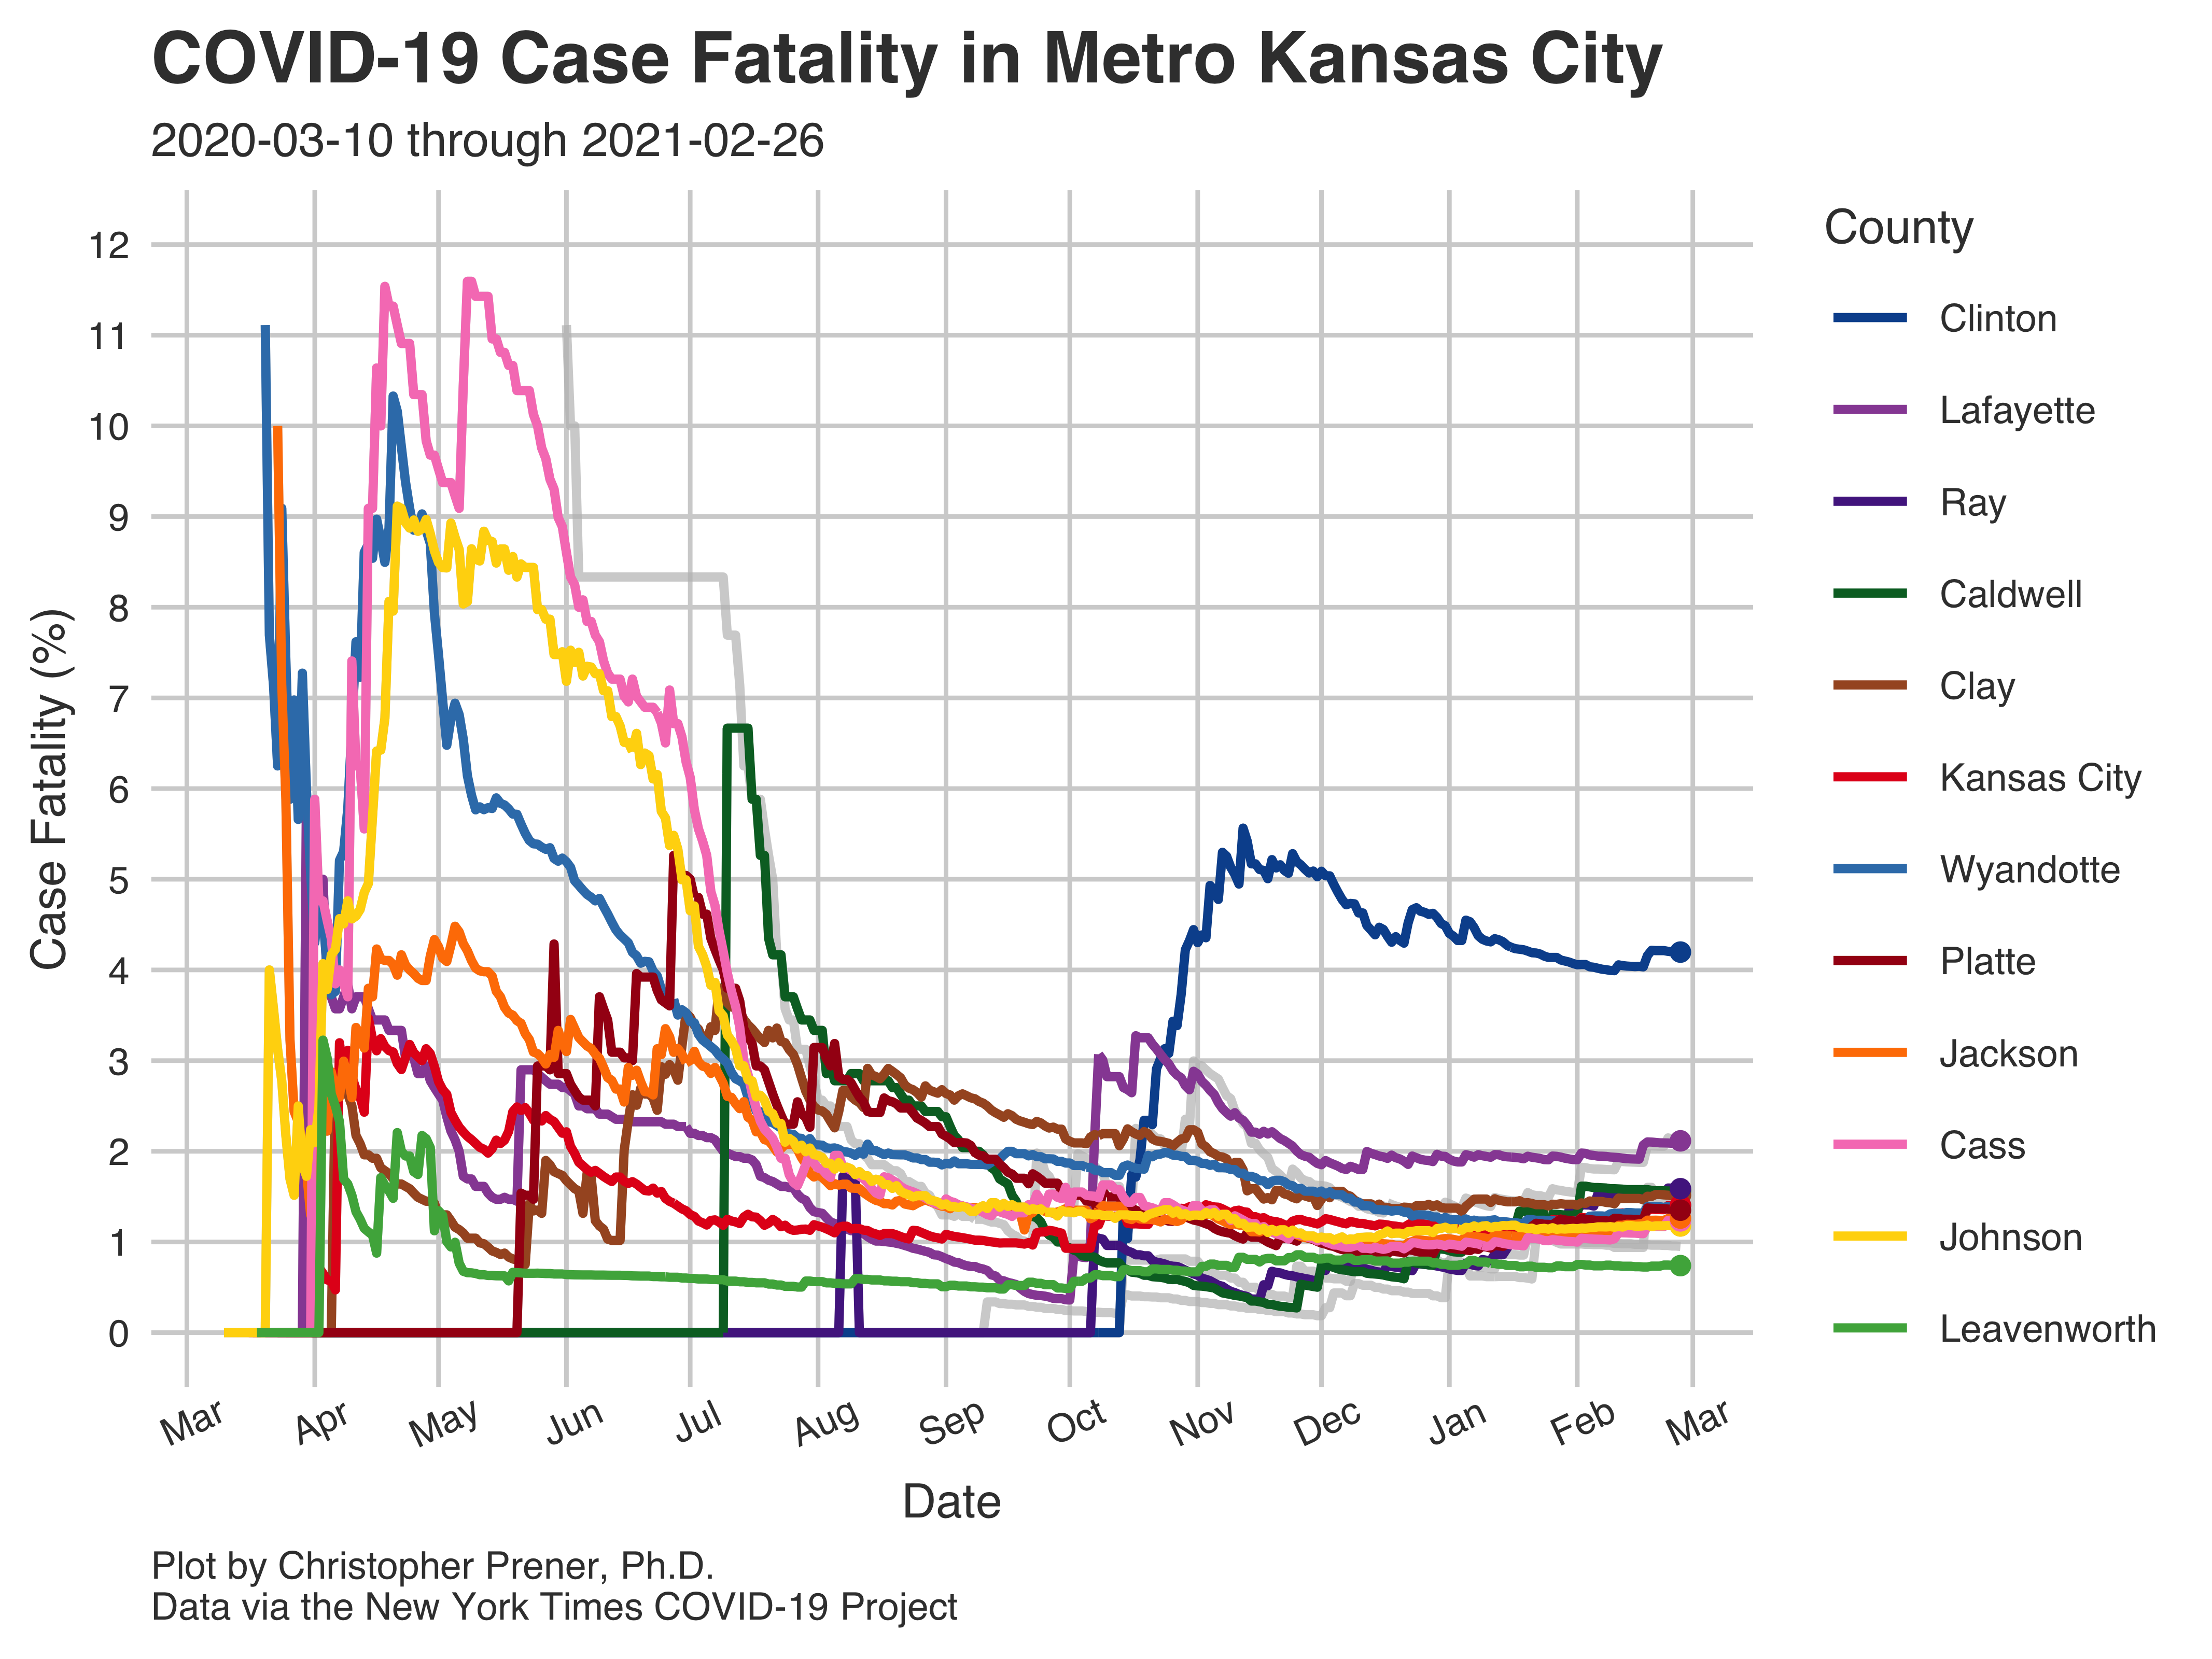 COVID-19 Case Fatality in Metro Kansas City
2020-03-10 through 2021-02-26
County
Clinton
Lafayette
Ray
Caldwell
Clay
Kansas City
Wyandotte
Platte
Jackson
Cass
Johnson
Leavenworth
Case Fatality (%)
12
11
10
9
8
7
6
5
4
3
2
1
0
Mar Apr May Jun Jul Aug Sep Oct Nov Dec Jan Feb Mar
Date
Plot by Christopher Prener, Ph.D.
Data via the New York Times COVID-19 Project